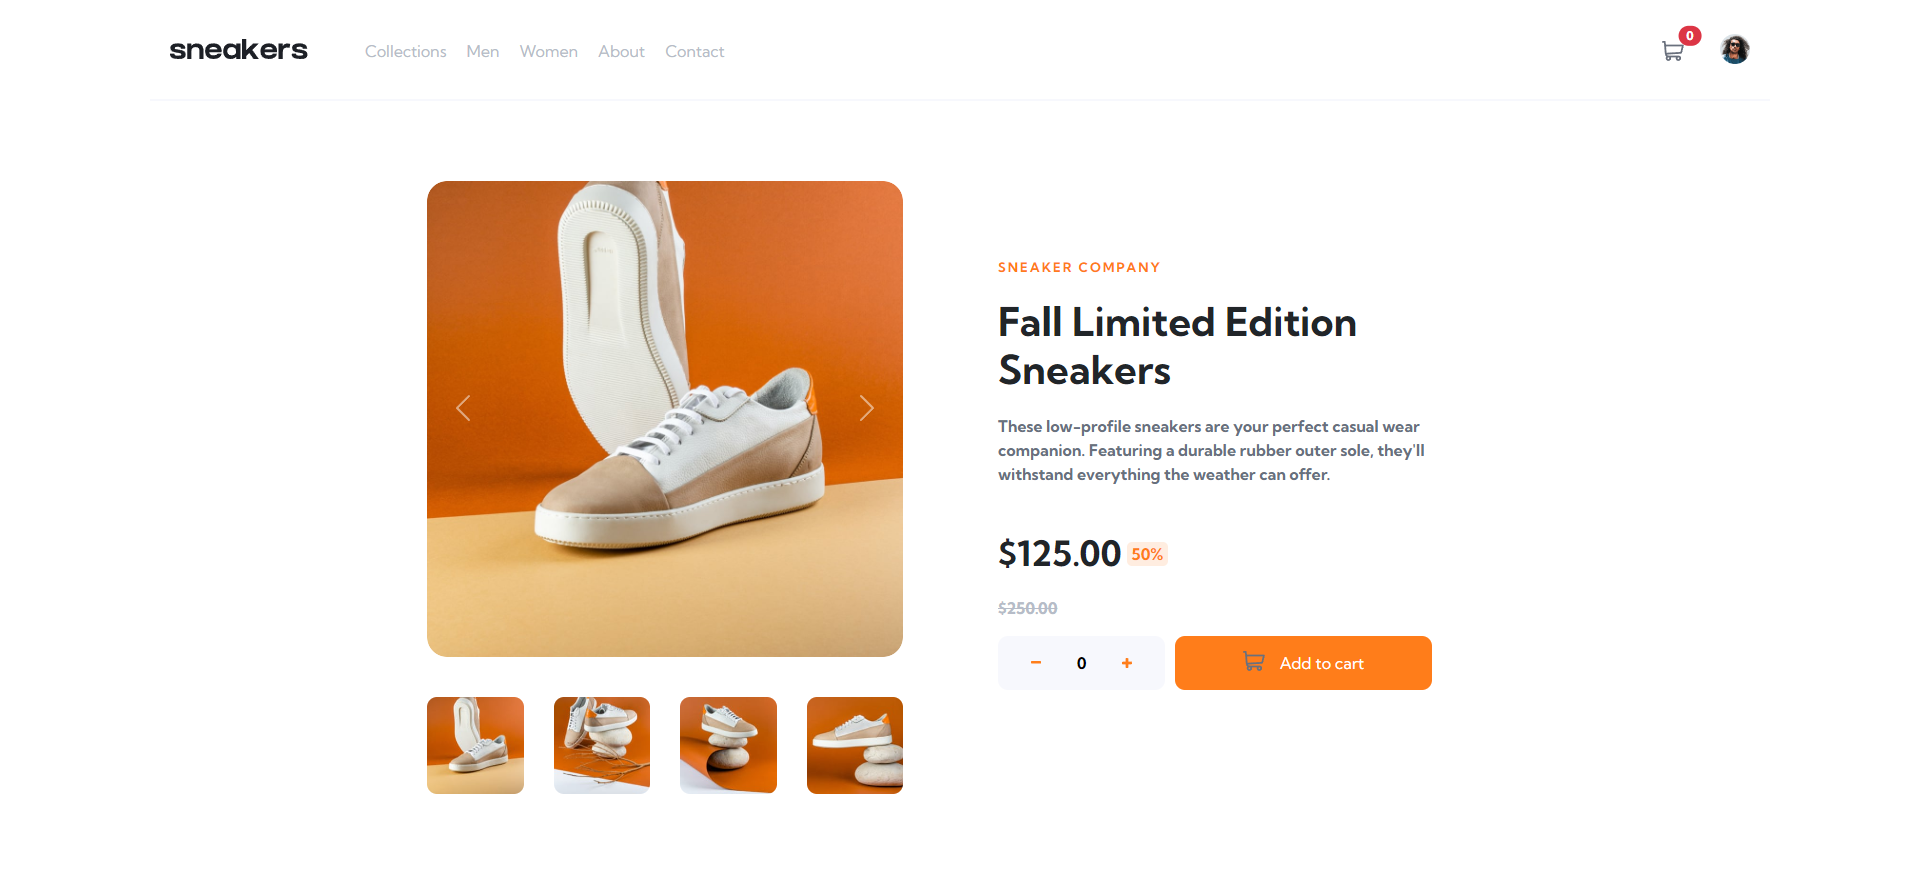 sneakers Collections Men Women About Contact 0
SNEAKER COMPANY
Fall Limited Edition
Sneakers
These low-profile sneakers are your perfect casual wear
companion. Featuring a durable rubber outer sole, they'll
withstand everything the weather can offer.
$125.00 50%
$250.00
− 0 + Add to cart